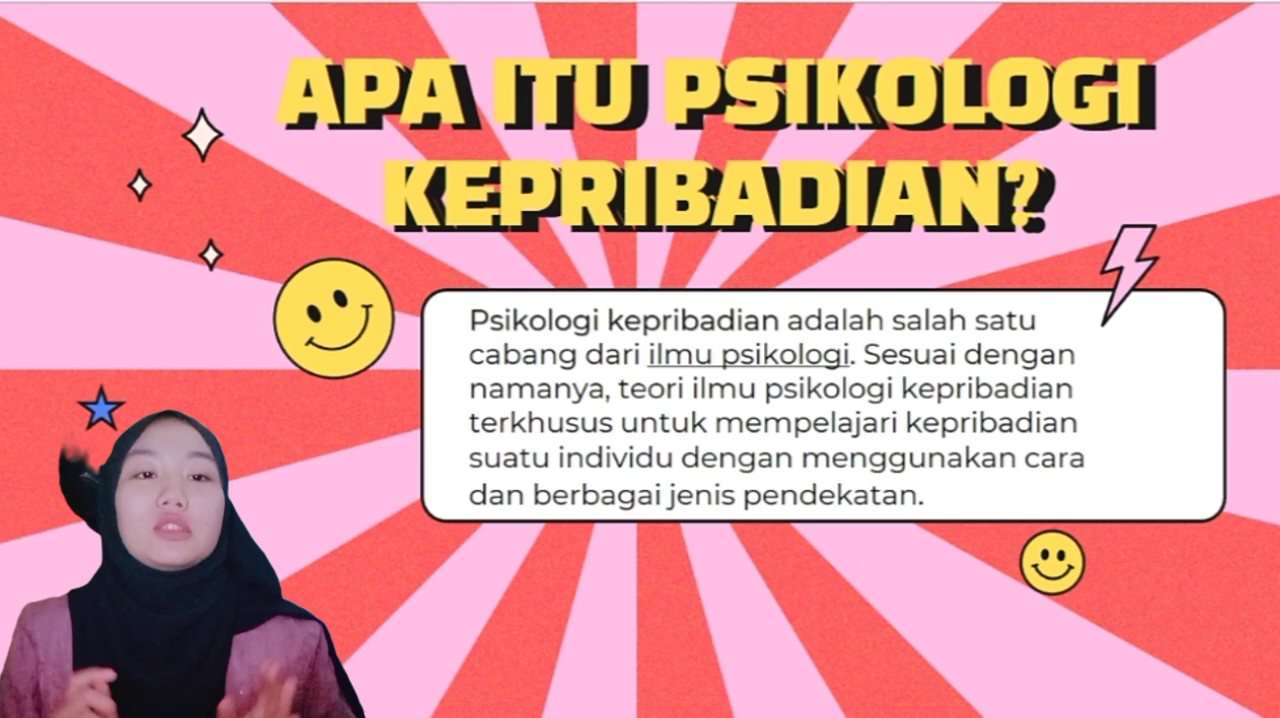 APA ITU PSIKOLOGI
KEPRIBADIAN?
Psikologi kepribadian adalah salah satu
cabang dari ilmu psikologi. Sesuai dengan
namanya, teori ilmu psikologi kepribadian
terkhusus untuk mempelajari kepribadian
suatu individu dengan menggunakan cara
dan berbagai jenis pendekatan.